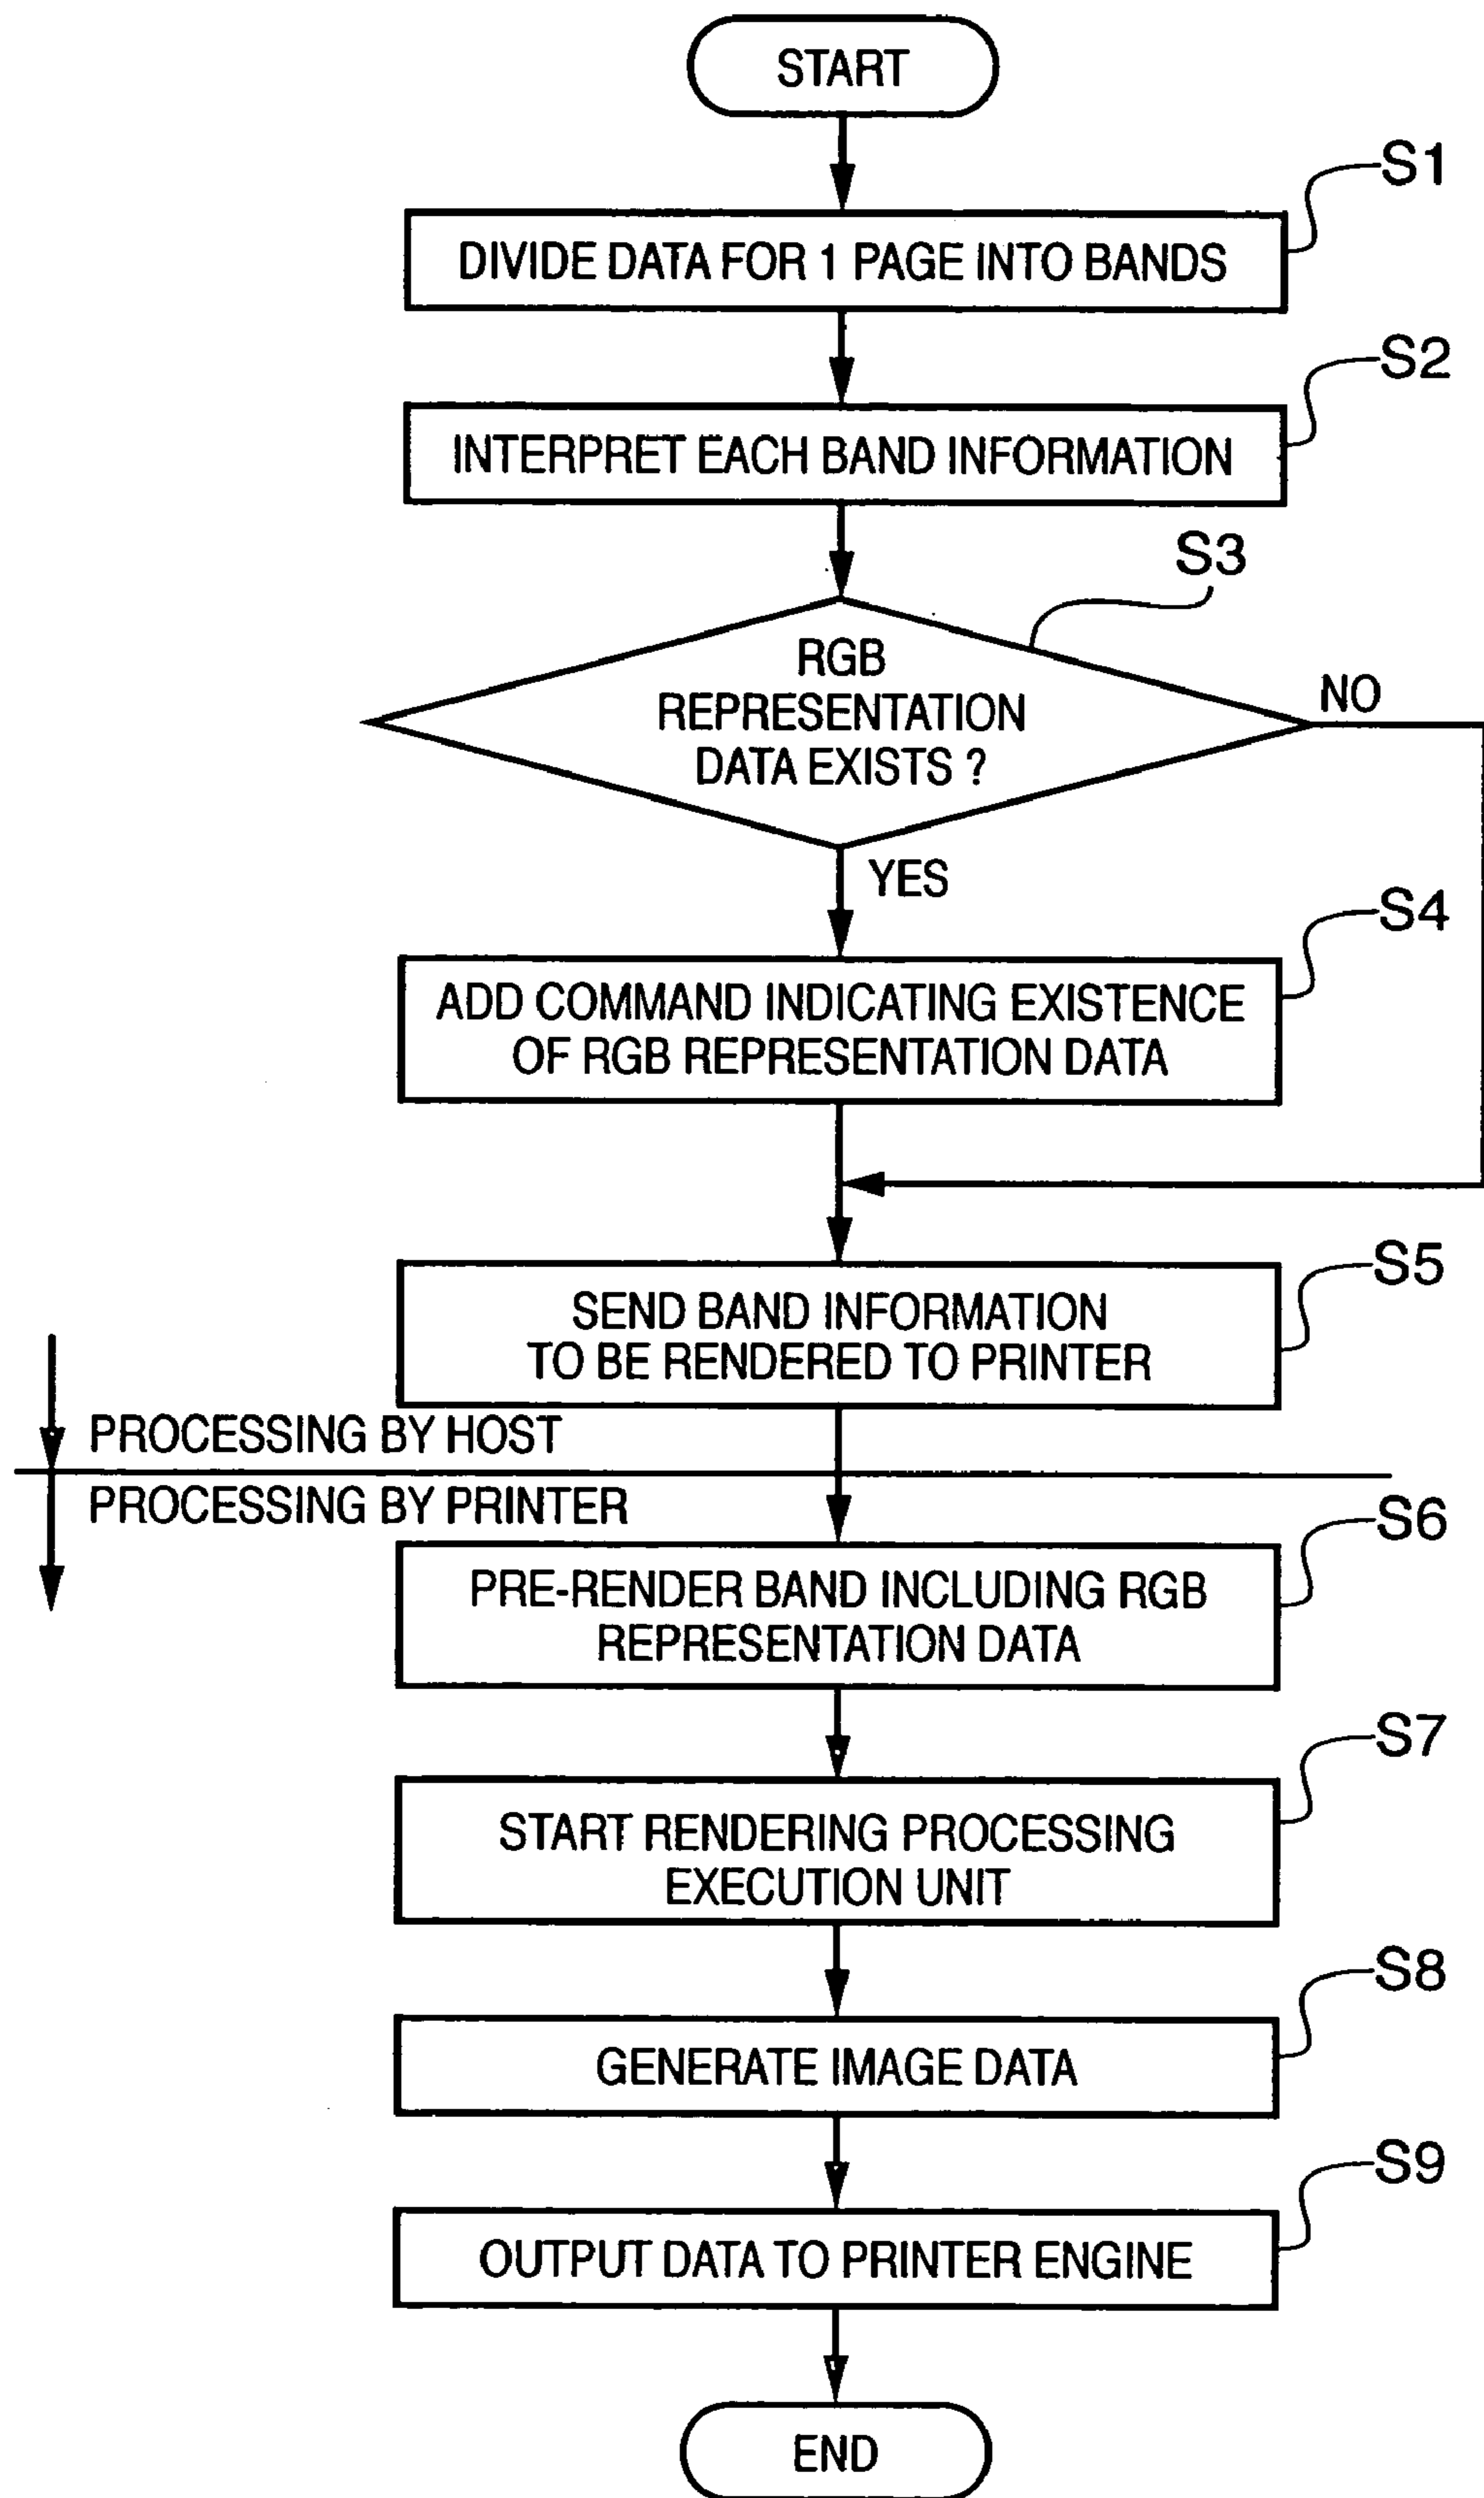 START
S1
DIVIDE DATA FOR 1 PAGE INTO BANDS
S2
INTERPRET EACH BAND INFORMATION
S3
RGB
REPRESENTATION
DATA EXISTS ?
NO
YES
S4
ADD COMMAND INDICATING EXISTENCE
OF RGB REPRESENTATION DATA
S5
SEND BAND INFORMATION
TO BE RENDERED TO PRINTER
PROCESSING BY HOST
PROCESSING BY PRINTER
S6
PRE-RENDER BAND INCLUDING RGB
REPRESENTATION DATA
S7
START RENDERING PROCESSING
EXECUTION UNIT
S8
GENERATE IMAGE DATA
S9
OUTPUT DATA TO PRINTER ENGINE
END